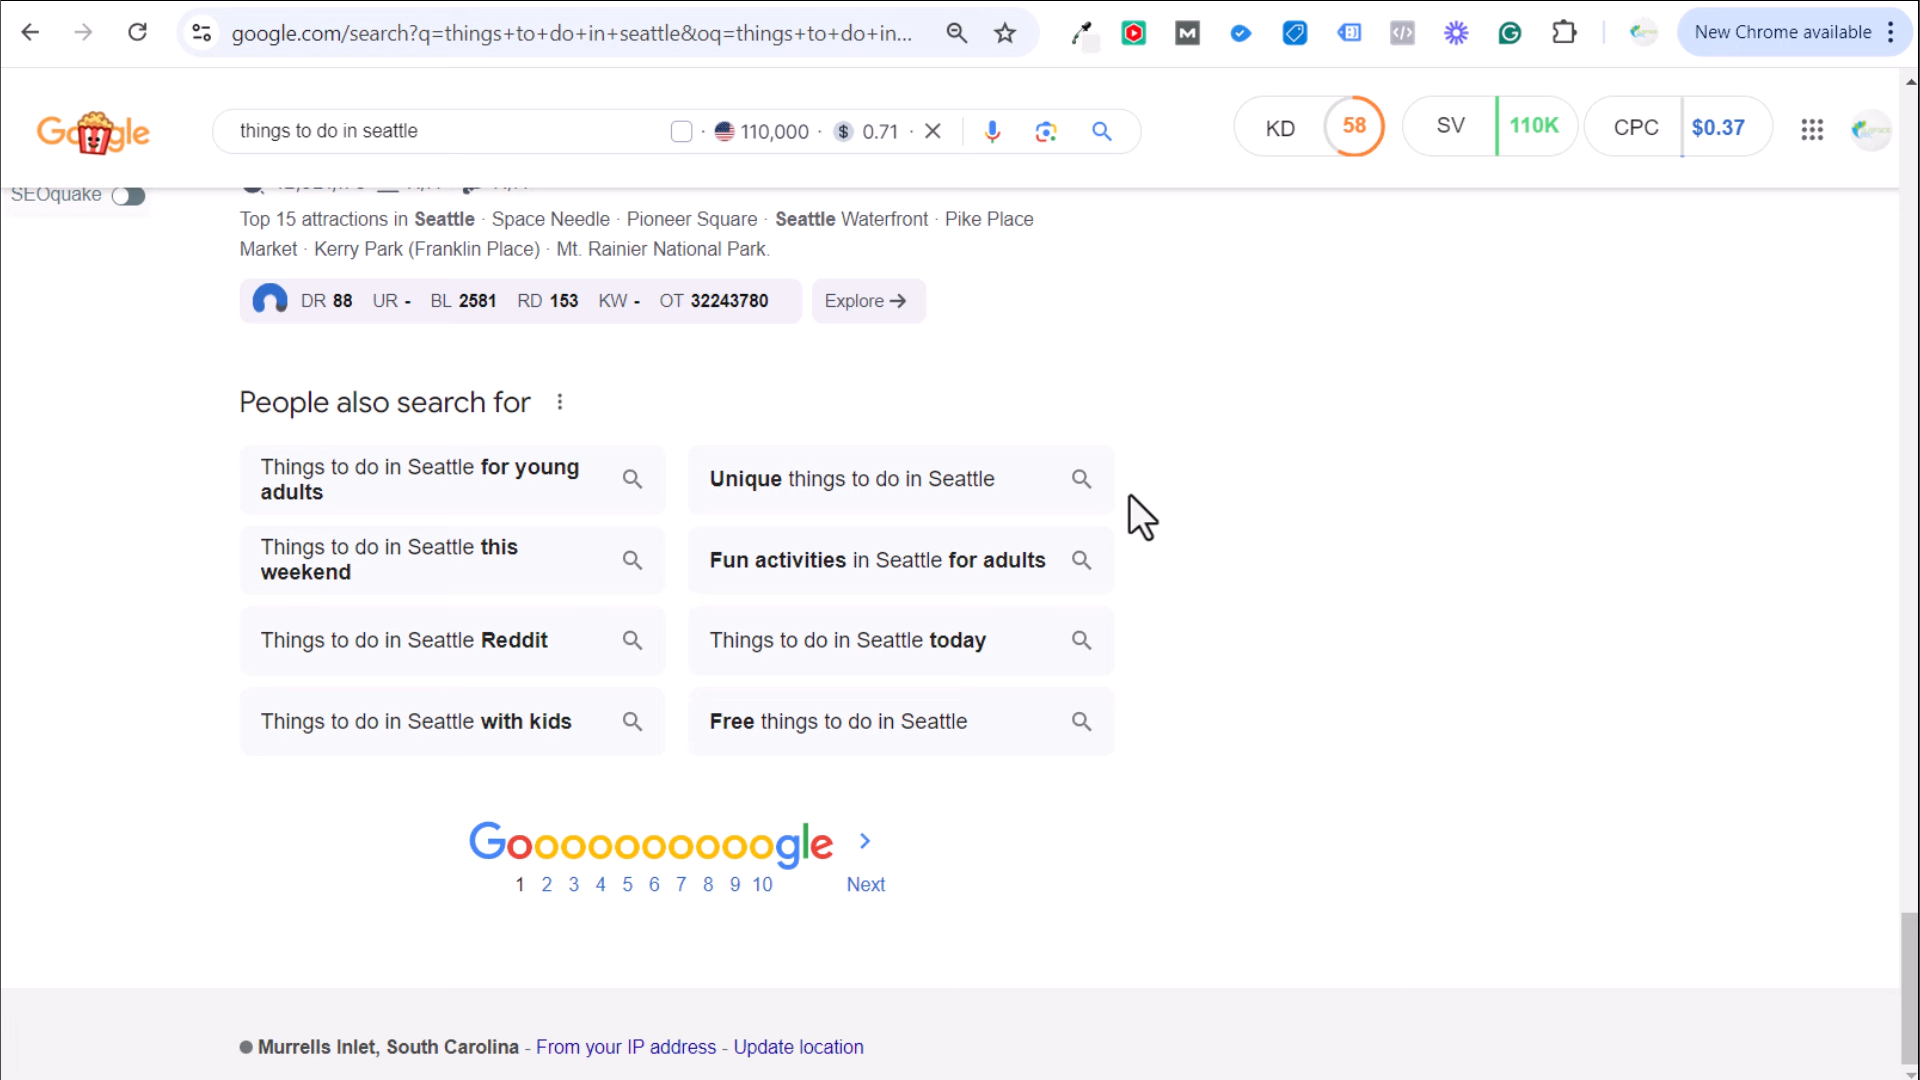 google.com/search?q=things+to+do+in+seattle&oq=things+to+do+in...
New Chrome available
Google
things to do in seattle
110,000 · $ 0.71 ·
KD 58
SV 110K
CPC $0.37
SEOquake
Top 15 attractions in Seattle · Space Needle · Pioneer Square · Seattle Waterfront · Pike Place
Market · Kerry Park (Franklin Place) · Mt. Rainier National Park.
DR 88 UR - BL 2581 RD 153 KW - OT 32243780
Explore →
People also search for
Things to do in Seattle for young
adults
Unique things to do in Seattle
Things to do in Seattle this
weekend
Fun activities in Seattle for adults
Things to do in Seattle Reddit
Things to do in Seattle today
Things to do in Seattle with kids
Free things to do in Seattle
Goooooooooogle
1 2 3 4 5 6 7 8 9 10 Next
Murrells Inlet, South Carolina - From your IP address - Update location